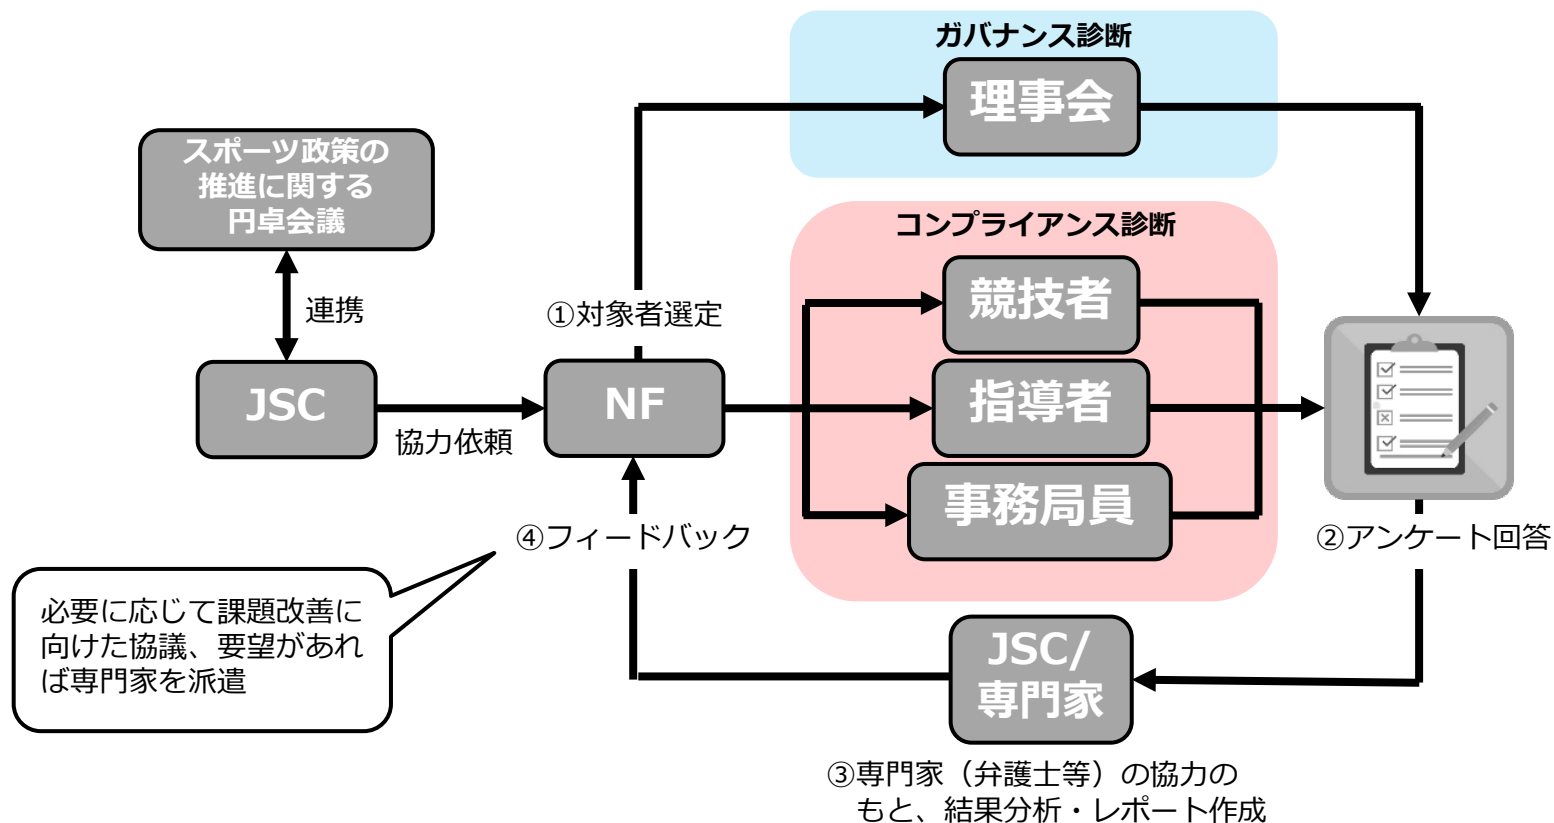 ガバナンス診断
理事会
スポーツ政策の
推進に関する
円卓会議
コンプライアンス診断
競技者
連携
①対象者選定
JSC
NF
指導者
協力依頼
事務局員
④フィードバック
②アンケート回答
必要に応じて課題改善に
向けた協議、要望があれ
ば専門家を派遣
JSC/
専門家
③専門家（弁護士等）の協力の
もと、結果分析・レポート作成